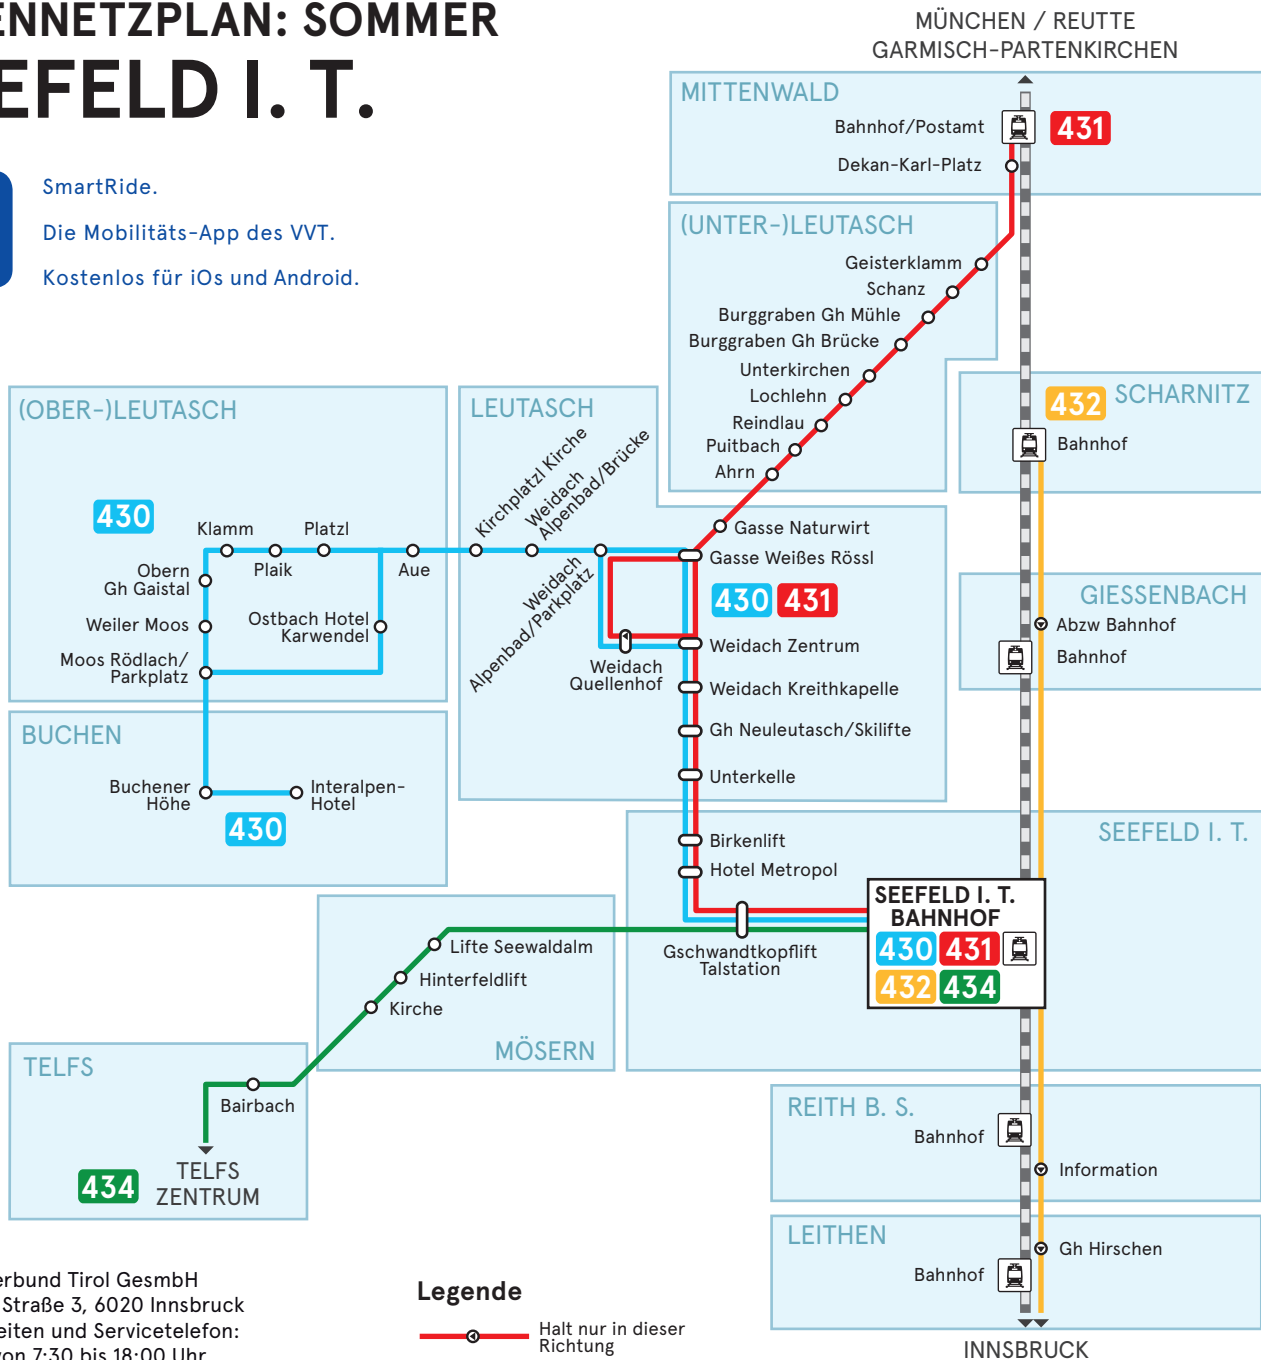 ENNETZPLAN: SOMMER
EFELD I. T.
SmartRide.
Die Mobilitäts-App des VVT.
Kostenlos für iOs und Android.
MÜNCHEN / REUTTE
GARMISCH-PARTENKIRCHEN
MITTENWALD
Bahnhof/Postamt
431
Dekan-Karl-Platz
(UNTER-)LEUTASCH
Geisterklamm
Schanz
Burggraben Gh Mühle
Burggraben Gh Brücke
Unterkirchen
Lochlehn
Reindlau
Puitbach
Ahrn
432
SCHARNITZ
Bahnhof
(OBER-)LEUTASCH
430
Klamm
Platzl
Plaik
Aue
Obern
Gh Gaistal
Weiler Moos
Ostbach Hotel
Karwendel
Moos Rödlach/
Parkplatz
LEUTASCH
Kirchplatzl Kirche
Weidach
Alpenbad/Brücke
Weidach
Alpenbad/Parkplatz
Gasse Naturwirt
Gasse Weißes Rössl
430 431
Weidach
Quellenhof
Weidach Zentrum
Weidach Kreithkapelle
Gh Neuleutasch/Skilifte
Unterkelle
GIESSENBACH
Abzw Bahnhof
Bahnhof
BUCHEN
Buchener
Höhe
Interalpen-
Hotel
430
SEEFELD I. T.
Birkenlift
Hotel Metropol
Gschwandtkopflift
Talstation
SEEFELD I. T.
BAHNHOF
430 431
432 434
Lifte Seewaldalm
Hinterfeldlift
Kirche
MÖSERN
TELFS
Bairbach
434
TELFS
ZENTRUM
REITH B. S.
Bahnhof
Information
LEITHEN
Gh Hirschen
Bahnhof
INNSBRUCK
erbund Tirol GesmbH
Straße 3, 6020 Innsbruck
eiten und Servicetelefon:
von 7:30 bis 18:00 Uhr
Legende
Halt nur in dieser
Richtung